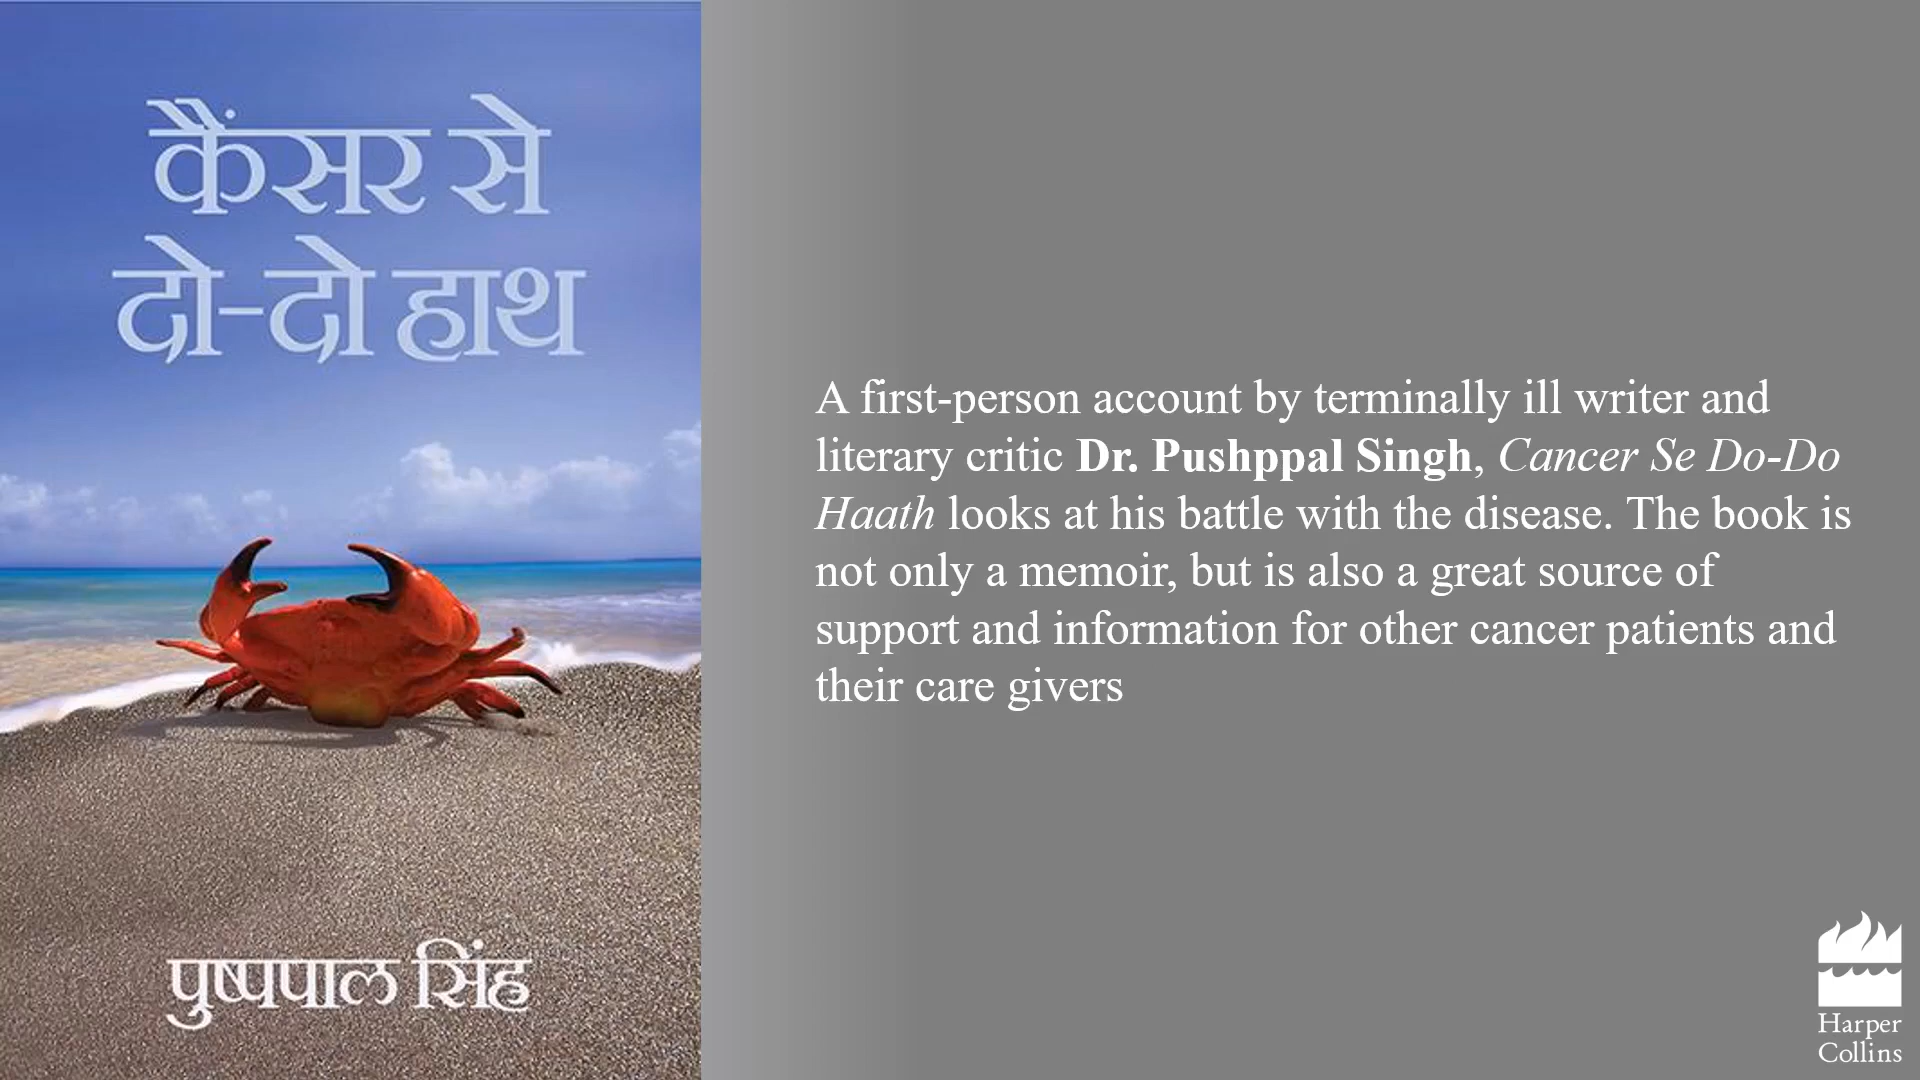 कैंसर से
दो-दो हाथ
पुष्पपाल सिंह
A first-person account by terminally ill writer and
literary critic Dr. Pushppal Singh, Cancer Se Do-Do
Haath looks at his battle with the disease. The book is
not only a memoir, but is also a great source of
support and information for other cancer patients and
their care givers
Harper
Collins